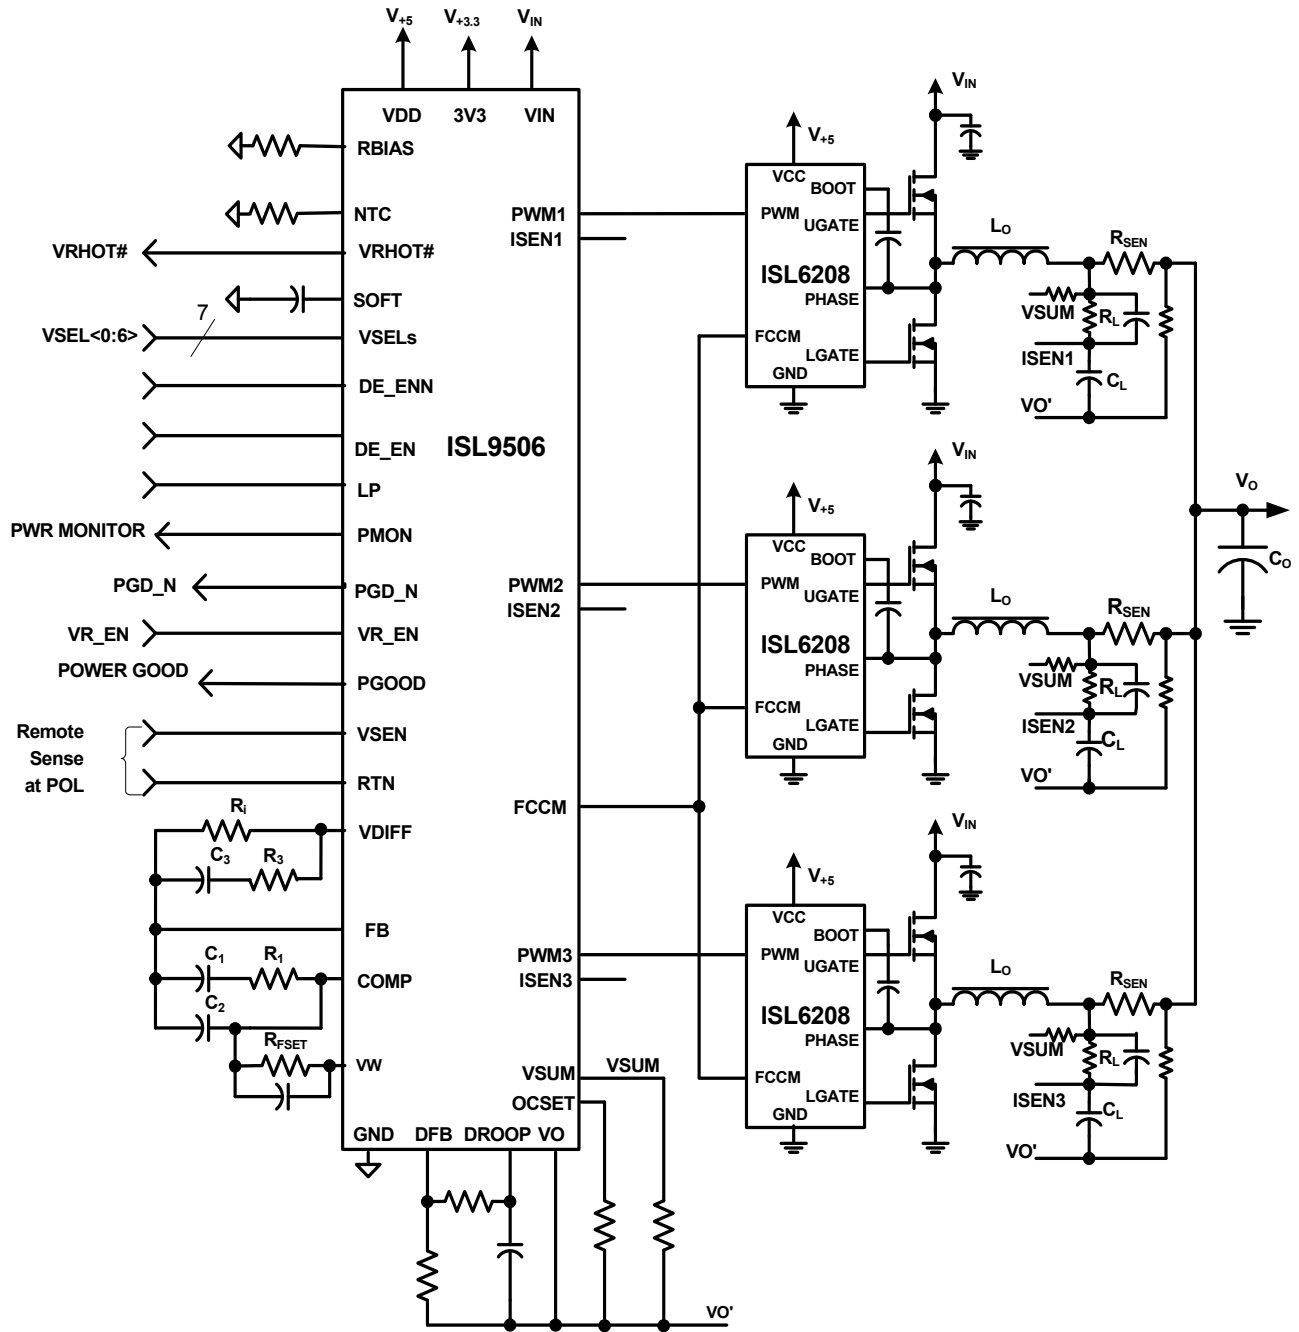 V+5
V+3.3
VIN
VDD
3V3
VIN
RBIAS
NTC
VRHOT#
VRHOT#
SOFT
7
VSEL<0:6>
VSELs
DE_ENN
DE_EN
LP
PWR MONITOR
PMON
PGD_N
PGD_N
VR_EN
VR_EN
POWER GOOD
PGOOD
Remote
Sense
at POL
VSEN
RTN
Ri
VDIFF
C3
R3
FB
C1
R1
COMP
C2
RFSET
VW
GND
DFB
DROOP
VO
ISL9506
PWM1
ISEN1
PWM2
ISEN2
FCCM
PWM3
ISEN3
VSUM
VSUM
OCSET
VO'
V+5
VCC
BOOT
PWM
UGATE
ISL6208
PHASE
FCCM
LGATE
GND
VIN
LO
RSEN
VSUM
RL
ISEN1
CL
VO'
V+5
VCC
BOOT
PWM
UGATE
ISL6208
PHASE
FCCM
LGATE
GND
VIN
LO
RSEN
VSUM
RL
ISEN2
CL
VO'
VO
CO
V+5
VCC
BOOT
PWM
UGATE
ISL6208
PHASE
FCCM
LGATE
GND
VIN
LO
RSEN
VSUM
RL
ISEN3
CL
VO'